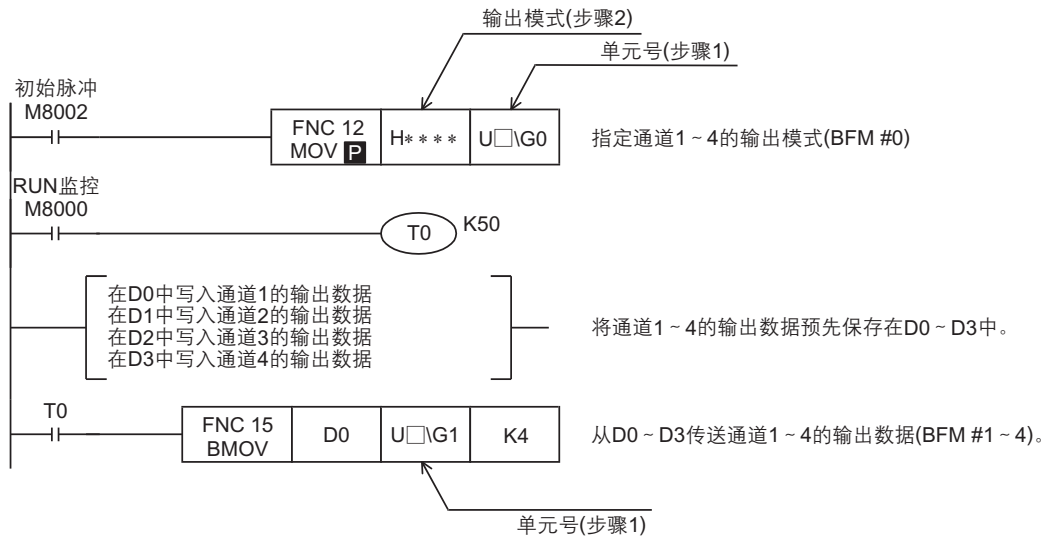 输出模式(步骤2)
单元号(步骤1)
初始脉冲
M8002
FNC 12
MOV P
H＊＊＊＊
U□\G0
指定通道1～4的输出模式(BFM #0)
RUN监控
M8000
T0
K50
在D0中写入通道1的输出数据
在D1中写入通道2的输出数据
在D2中写入通道3的输出数据
在D3中写入通道4的输出数据
将通道1～4的输出数据预先保存在D0～D3中。
T0
FNC 15
BMOV
D0
U□\G1
K4
从D0～D3传送通道1～4的输出数据(BFM #1～4)。
单元号(步骤1)